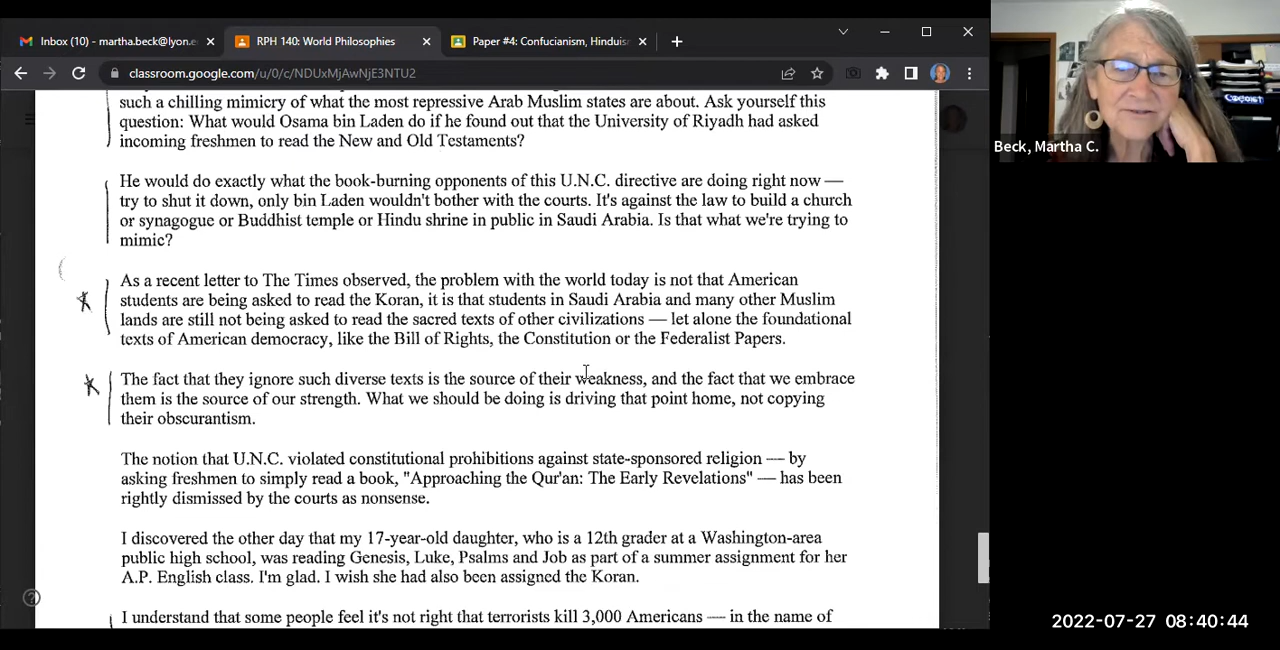 Inbox (10) - martha.beck@lyon.e
RPH 140: World Philosophies
Paper #4: Confucianism, Hinduis
classroom.google.com/u/0/c/NDUxMjAwNjE3NTU2
such a chilling mimicry of what the most repressive Arab Muslim states are about. Ask yourself this
question: What would Osama bin Laden do if he found out that the University of Riyadh had asked
incoming freshmen to read the New and Old Testaments?
He would do exactly what the book-burning opponents of this U.N.C. directive are doing right now —
try to shut it down, only bin Laden wouldn't bother with the courts. It's against the law to build a church
or synagogue or Buddhist temple or Hindu shrine in public in Saudi Arabia. Is that what we're trying to
mimic?
As a recent letter to The Times observed, the problem with the world today is not that American
students are being asked to read the Koran, it is that students in Saudi Arabia and many other Muslim
lands are still not being asked to read the sacred texts of other civilizations — let alone the foundational
texts of American democracy, like the Bill of Rights, the Constitution or the Federalist Papers.
The fact that they ignore such diverse texts is the source of their weakness, and the fact that we embrace
them is the source of our strength. What we should be doing is driving that point home, not copying
their obscurantism.
The notion that U.N.C. violated constitutional prohibitions against state-sponsored religion — by
asking freshmen to simply read a book, "Approaching the Qur'an: The Early Revelations" — has been
rightly dismissed by the courts as nonsense.
I discovered the other day that my 17-year-old daughter, who is a 12th grader at a Washington-area
public high school, was reading Genesis, Luke, Psalms and Job as part of a summer assignment for her
A.P. English class. I'm glad. I wish she had also been assigned the Koran.
I understand that some people feel it's not right that terrorists kill 3,000 Americans — in the name of
Beck, Martha C.
2022-07-27 08:40:44